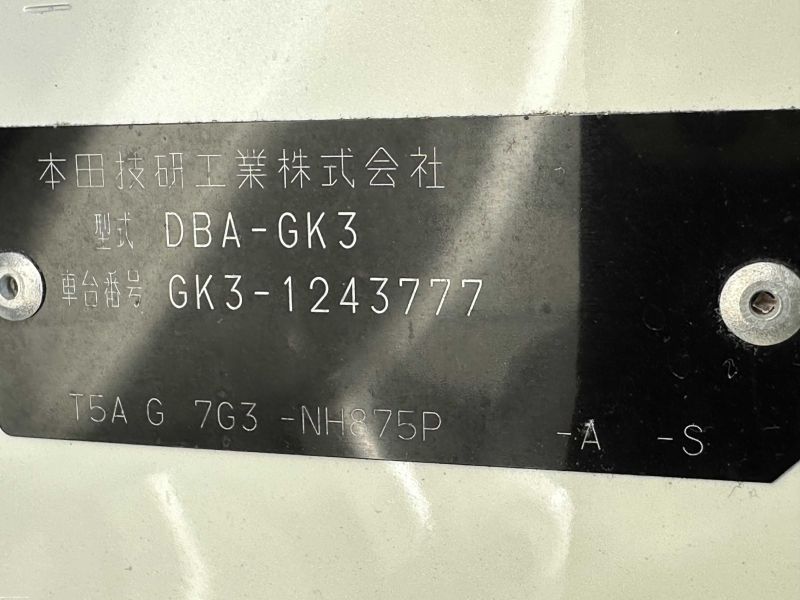 本田技研工業株式会社
型式 DBA-GK3
車台番号 GK3-1243777
T5A G 7G3 -NH875P -A -S